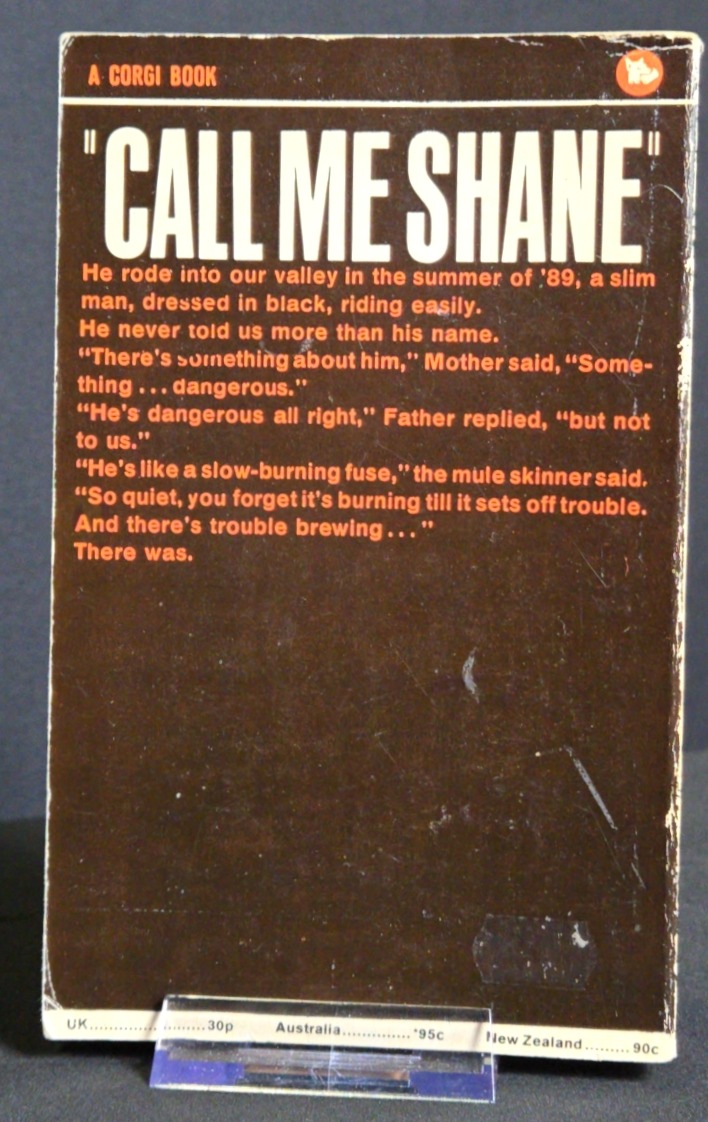 A CORGI BOOK
"CALL ME SHANE"
He rode into our valley in the summer of '89, a slim
man, dressed in black, riding easily.
He never told us more than his name.
“There's something about him,” Mother said, “Some-
thing ... dangerous.”
“He's dangerous all right,” Father replied, “but not
to us.”
“He's like a slow-burning fuse,” the mule skinner said.
“So quiet, you forget it's burning till it sets off trouble.
And there's trouble brewing ... ”
There was.
UK.......................30p Australia..............*95c New Zealand.........90c